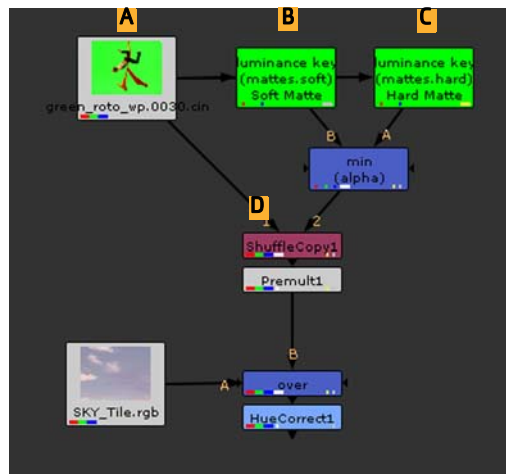 A
B
C
green_roto_wp.0030.cin
luminance key
(mattes.soft)
Soft Matte
luminance key
(mattes.hard)
Hard Matte
B
A
min
(alpha)
D
1
2
ShuffleCopy1
Premult1
B
A
over
SKY_Tile.rgb
HueCorrect1